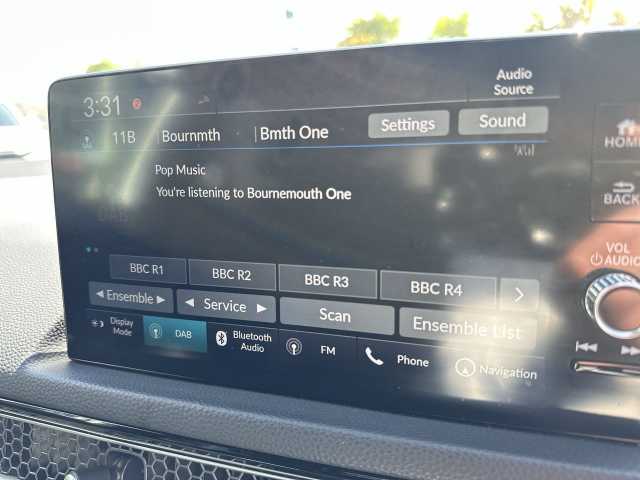 Audio
Source
3:31
11B Bournmth Bmth One Settings Sound
Pop Music
You're listening to Bournemouth One
HOME
BACK
VOL
AUDIO
BBC R1 BBC R2 BBC R3 BBC R4
Ensemble Service Scan Ensemble List
Display
Mode
DAB
Bluetooth
Audio
FM
Phone
Navigation